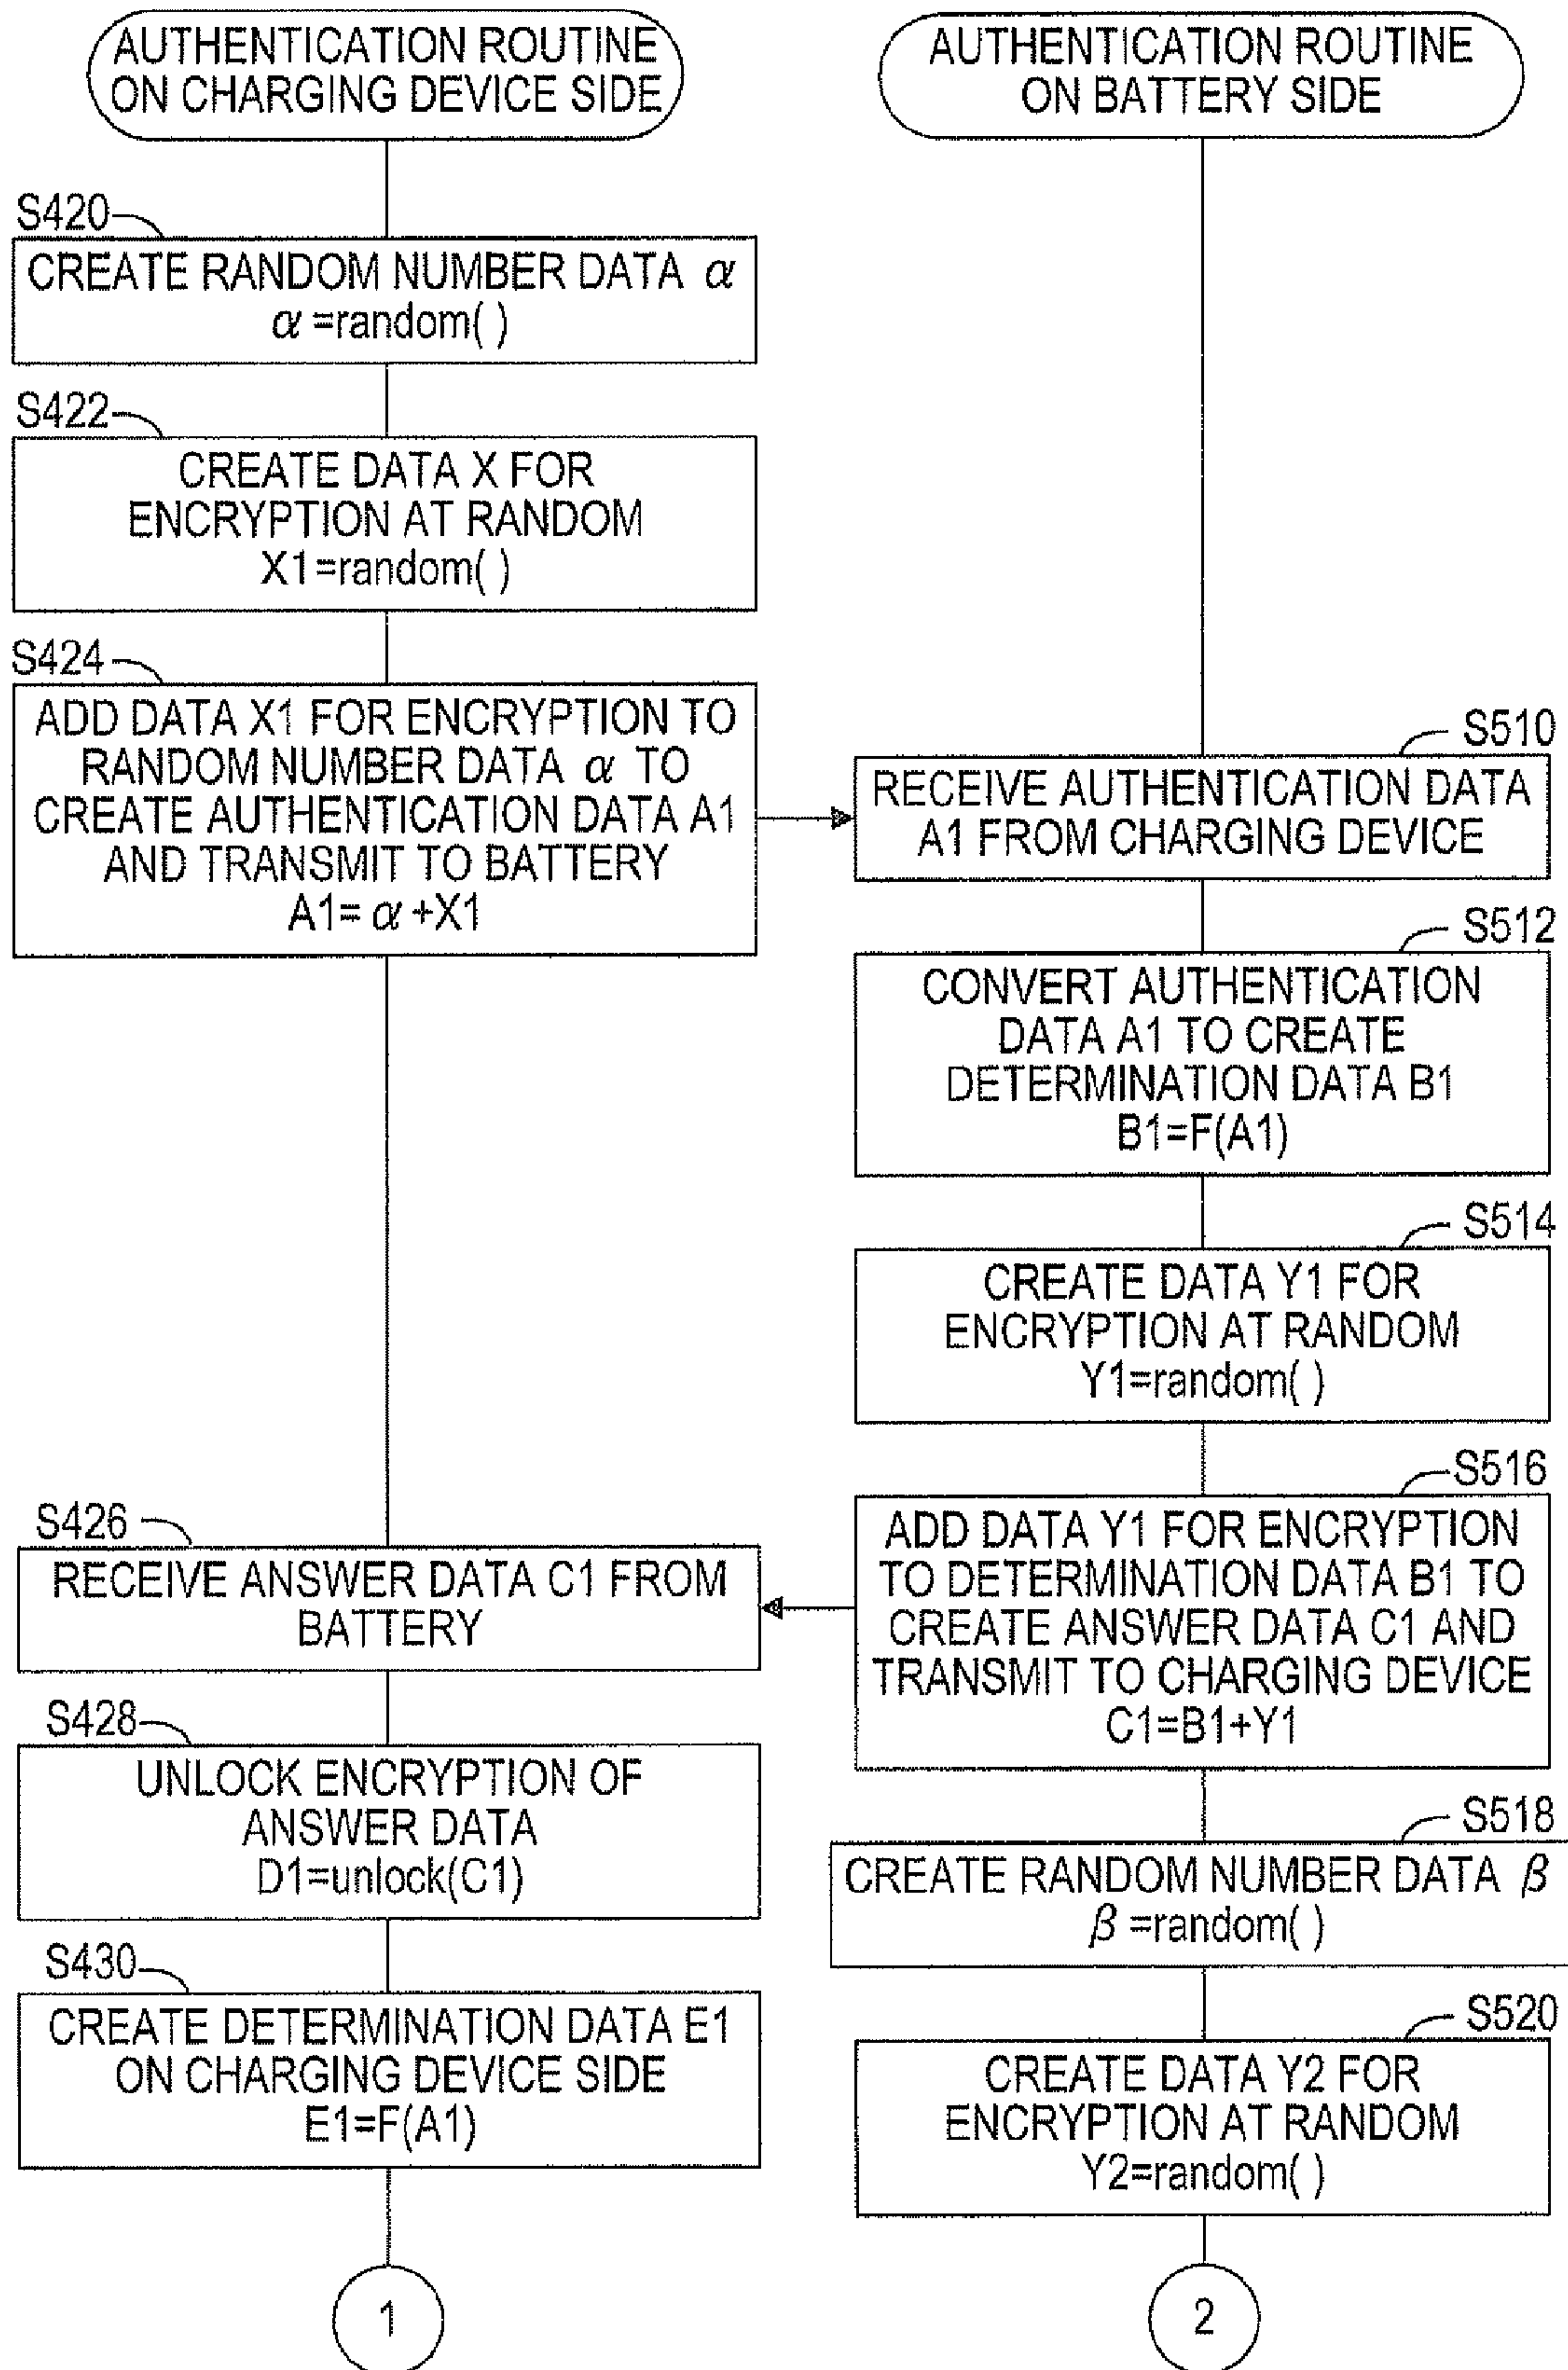 AUTHENTICATION ROUTINE
ON CHARGING DEVICE SIDE
S420
CREATE RANDOM NUMBER DATA α
α=random( )
S422
CREATE DATA X FOR
ENCRYPTION AT RANDOM
X1=random( )
S424
ADD DATA X1 FOR ENCRYPTION TO
RANDOM NUMBER DATA α TO
CREATE AUTHENTICATION DATA A1
AND TRANSMIT TO BATTERY
A1=α+X1
S426
RECEIVE ANSWER DATA C1 FROM
BATTERY
S428
UNLOCK ENCRYPTION OF
ANSWER DATA
D1=unlock(C1)
S430
CREATE DETERMINATION DATA E1
ON CHARGING DEVICE SIDE
E1=F(A1)
1
AUTHENTICATION ROUTINE
ON BATTERY SIDE
S510
RECEIVE AUTHENTICATION DATA
A1 FROM CHARGING DEVICE
S512
CONVERT AUTHENTICATION
DATA A1 TO CREATE
DETERMINATION DATA B1
B1=F(A1)
S514
CREATE DATA Y1 FOR
ENCRYPTION AT RANDOM
Y1=random( )
S516
ADD DATA Y1 FOR ENCRYPTION
TO DETERMINATION DATA B1 TO
CREATE ANSWER DATA C1 AND
TRANSMIT TO CHARGING DEVICE
C1=B1+Y1
S518
CREATE RANDOM NUMBER DATA β
β=random( )
S520
CREATE DATA Y2 FOR
ENCRYPTION AT RANDOM
Y2=random( )
2